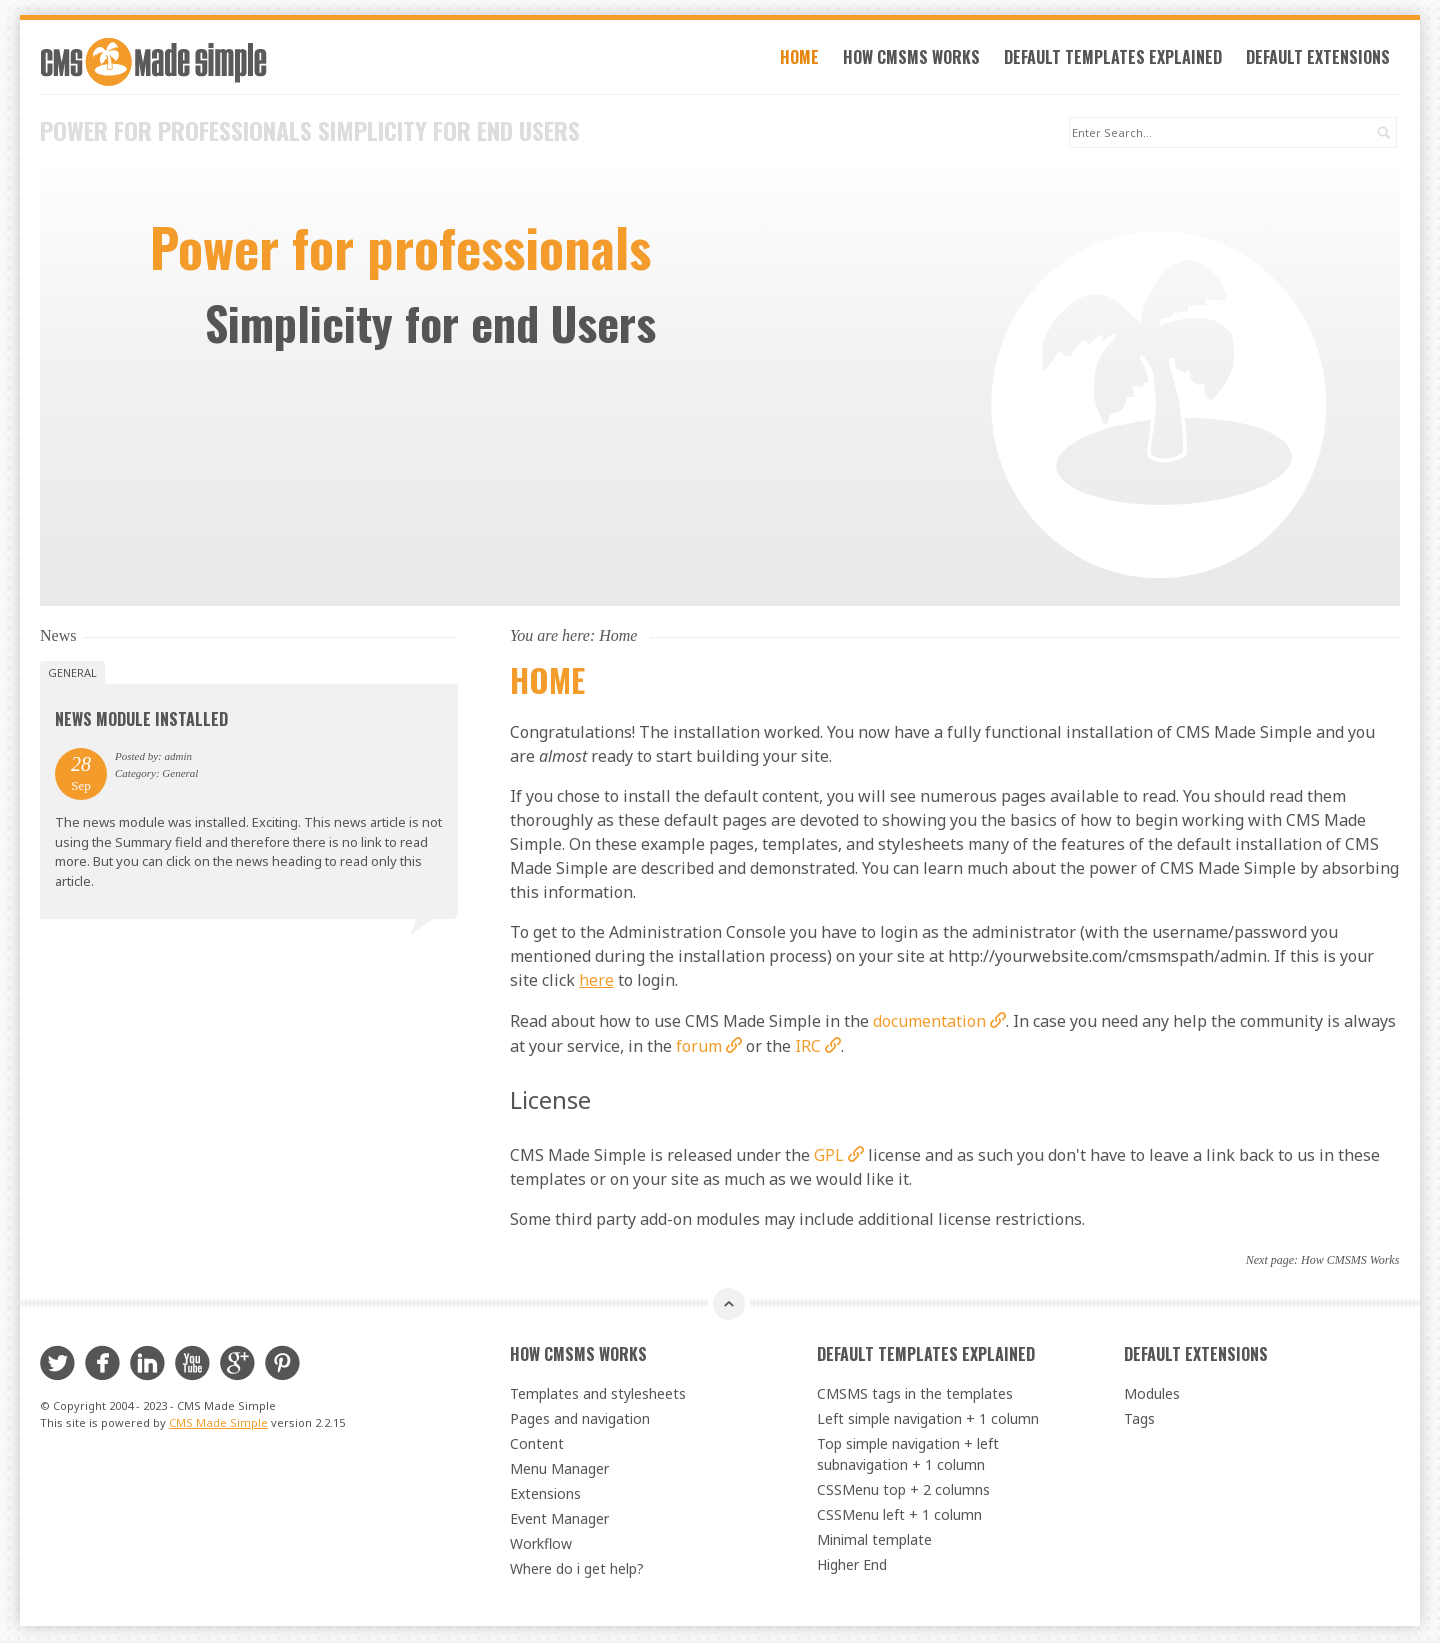 CMS Made Simple
HOME
HOW CMSMS WORKS
DEFAULT TEMPLATES EXPLAINED
DEFAULT EXTENSIONS
POWER FOR PROFESSIONALS SIMPLICITY FOR END USERS
Enter Search...
Power for professionals
Simplicity for end Users
News
GENERAL
NEWS MODULE INSTALLED
28
Sep
Posted by: admin
Category: General
The news module was installed. Exciting. This news article is not
using the Summary field and therefore there is no link to read
more. But you can click on the news heading to read only this
article.
You are here: Home
HOME
Congratulations! The installation worked. You now have a fully functional installation of CMS Made Simple and you
are almost ready to start building your site.
If you chose to install the default content, you will see numerous pages available to read. You should read them
thoroughly as these default pages are devoted to showing you the basics of how to begin working with CMS Made
Simple. On these example pages, templates, and stylesheets many of the features of the default installation of CMS
Made Simple are described and demonstrated. You can learn much about the power of CMS Made Simple by absorbing
this information.
To get to the Administration Console you have to login as the administrator (with the username/password you
mentioned during the installation process) on your site at http://yourwebsite.com/cmsmspath/admin. If this is your
site click here to login.
Read about how to use CMS Made Simple in the documentation. In case you need any help the community is always
at your service, in the forum or the IRC.
License
CMS Made Simple is released under the GPL license and as such you don't have to leave a link back to us in these
templates or on your site as much as we would like it.
Some third party add-on modules may include additional license restrictions.
Next page: How CMSMS Works
You Tube
© Copyright 2004 - 2023 - CMS Made Simple
This site is powered by CMS Made Simple version 2.2.15
HOW CMSMS WORKS
Templates and stylesheets
Pages and navigation
Content
Menu Manager
Extensions
Event Manager
Workflow
Where do i get help?
DEFAULT TEMPLATES EXPLAINED
CMSMS tags in the templates
Left simple navigation + 1 column
Top simple navigation + left
subnavigation + 1 column
CSSMenu top + 2 columns
CSSMenu left + 1 column
Minimal template
Higher End
DEFAULT EXTENSIONS
Modules
Tags